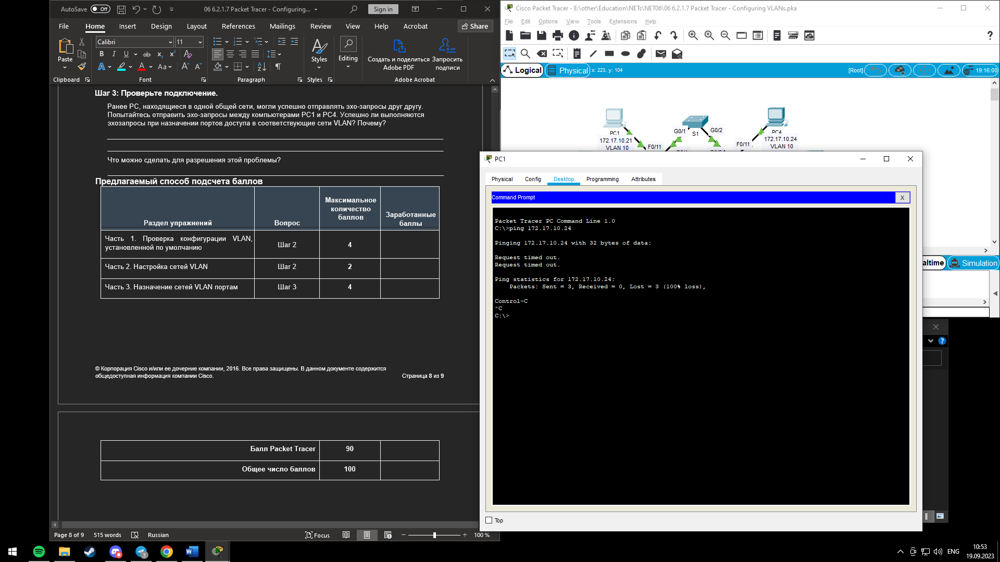 AutoSave Off 06 6.2.1.7 Packet Tracer - Configuring... Sign in
File Home Insert Design Layout References Mailings Review View Help Acrobat Share
Calibri 11
Paste Styles Editing Создать и поделиться Adobe PDF Запросить подписи
Clipboard Font Paragraph Styles Adobe Acrobat
Шаг 3: Проверьте подключение.
Ранее PC, находящиеся в одной общей сети, могли успешно отправлять эхо-запросы друг другу.
Попытайтесь отправить эхо-запросы между компьютерами PC1 и PC4. Успешно ли выполняются
эхозапросы при назначении портов доступа в соответствующие сети VLAN? Почему?
Что можно сделать для разрешения этой проблемы?
Предлагаемый способ подсчета баллов
Раздел упражнений Вопрос Максимальное количество баллов Заработанные баллы
Часть 1. Проверка конфигурации VLAN, установленной по умолчанию Шаг 2 4
Часть 2. Настройка сетей VLAN Шаг 2 2
Часть 3. Назначение сетей VLAN портам Шаг 3 4
© Корпорация Cisco и/или ее дочерние компании, 2016. Все права защищены. В данном документе содержится
общедоступная информация компании Cisco. Страница 8 из 9
Балл Packet Tracer 90
Общее число баллов 100
Page 8 of 9 515 words Russian Focus 100 %
Cisco Packet Tracer - E:\other\Education\NETs\NET06\06 6.2.1.7 Packet Tracer - Configuring VLANs.pka
File Edit Options View Tools Extensions Help
Logical Physical x: 223, y: 104 [Root] 19:16:00
PC1
172.17.10.21
VLAN 10
F0/11
G0/1
S1
G0/2
F0/11
PC4
172.17.10.24
VLAN 10
altime Simulation
PC1
Physical Config Desktop Programming Attributes
Command Prompt X
Packet Tracer PC Command Line 1.0
C:\>ping 172.17.10.24
Pinging 172.17.10.24 with 32 bytes of data:
Request timed out.
Request timed out.
Ping statistics for 172.17.10.24:
Packets: Sent = 3, Received = 0, Lost = 3 (100% loss),
Control-C
^C
C:\>
Top
3
ENG
10:53
19.09.2023